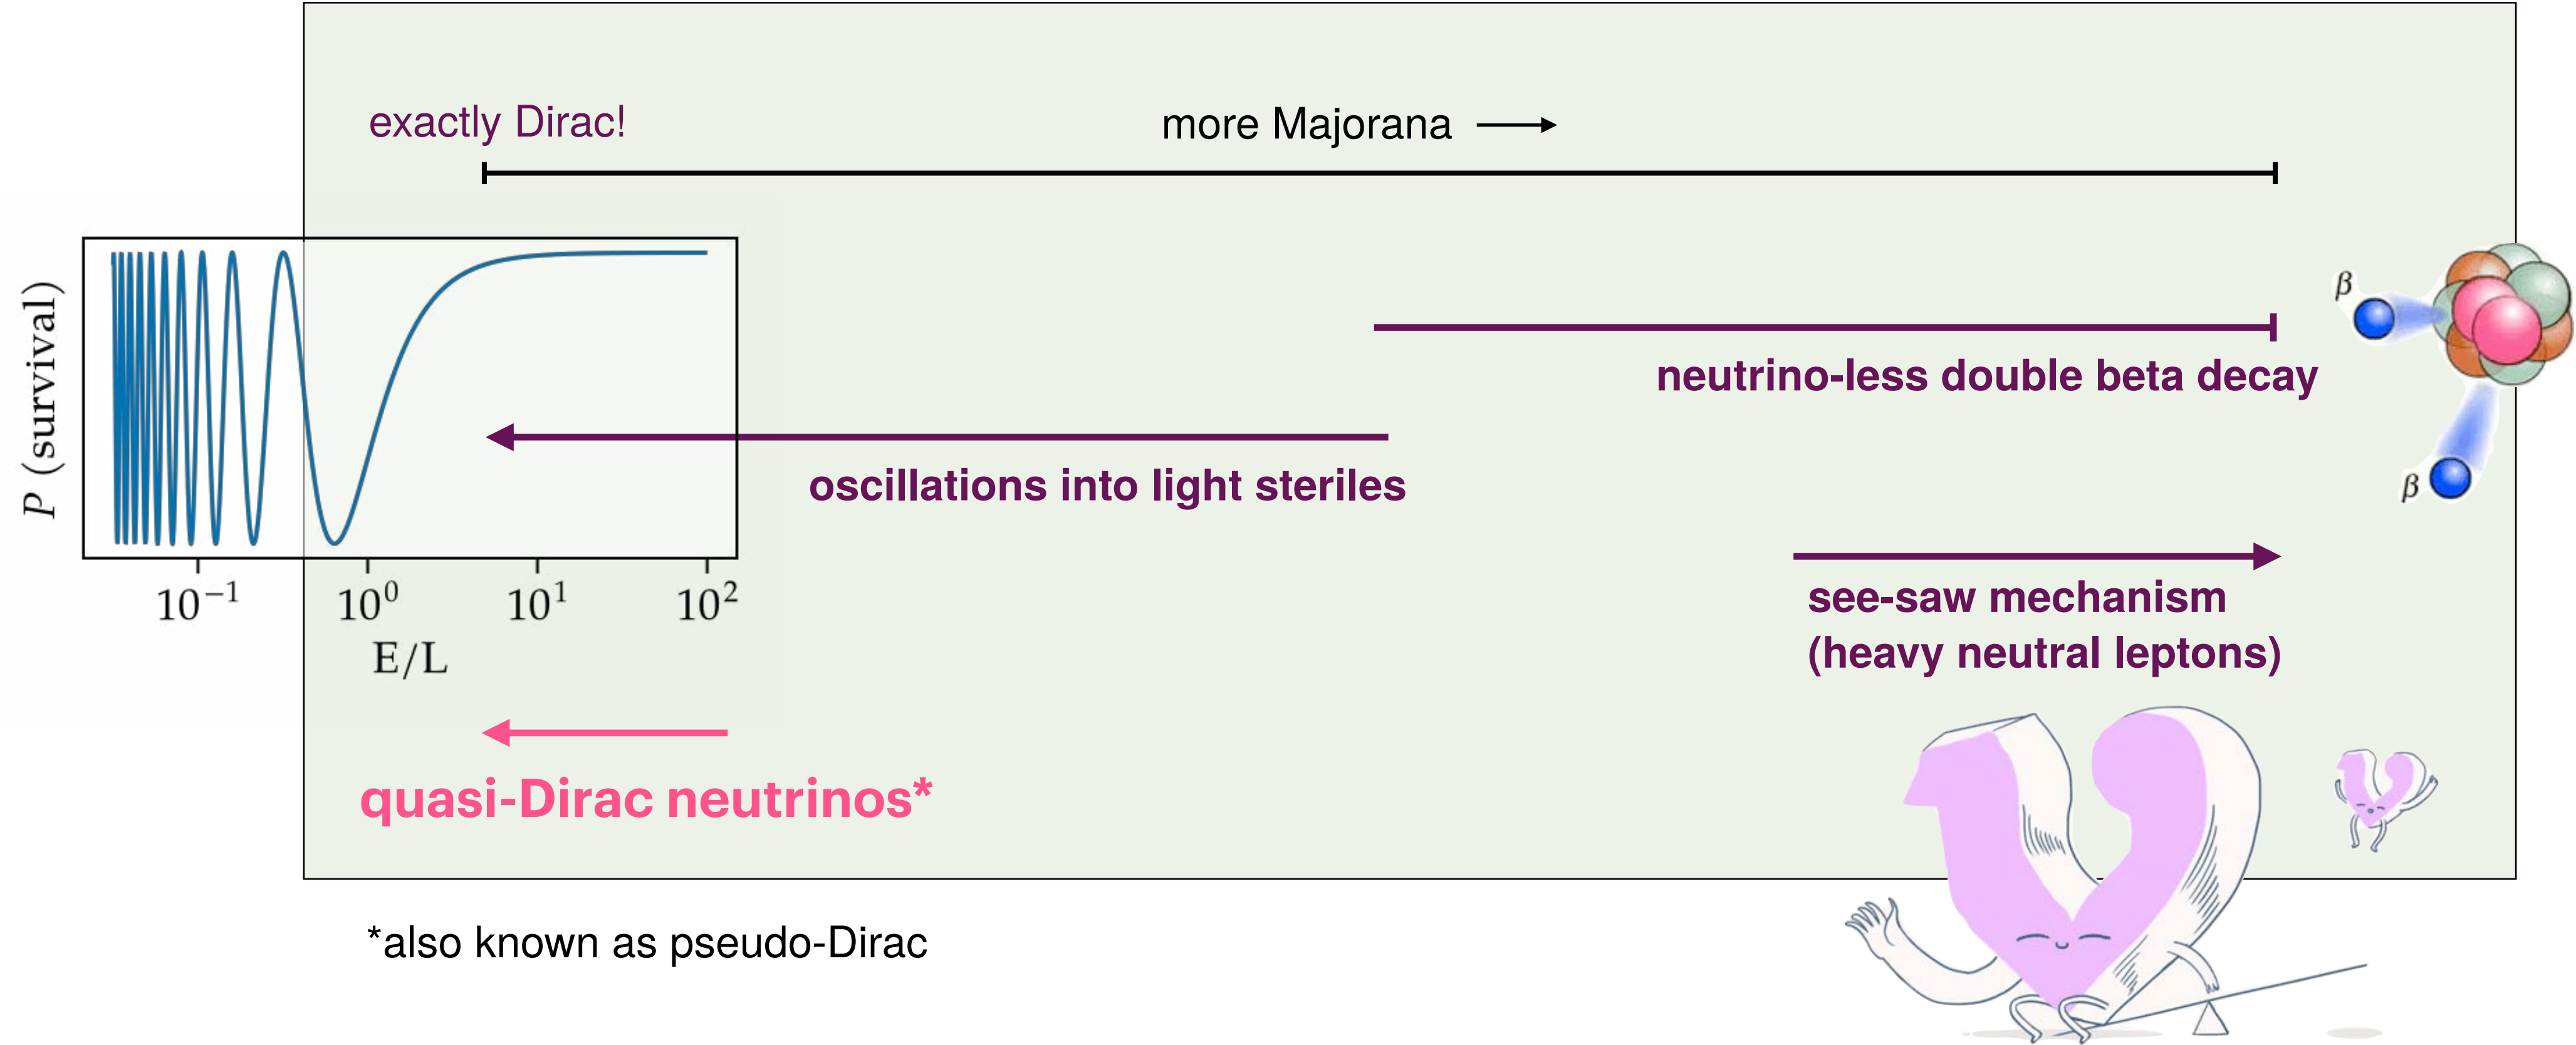 exactly Dirac!
more Majorana
P (survival)
10⁻¹
10⁰
10¹
10²
E/L
β
β
neutrino-less double beta decay
oscillations into light steriles
see-saw mechanism
(heavy neutral leptons)
quasi-Dirac neutrinos*
*also known as pseudo-Dirac